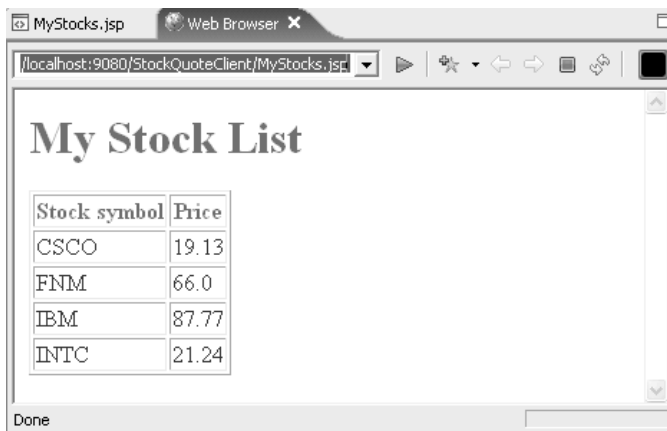 MyStocks.jsp Web Browser
/localhost:9080/StockQuoteClient/MyStocks.jsp
My Stock List
Stock symbol Price
CSCO 19.13
FNM 66.0
IBM 87.77
INTC 21.24
Done